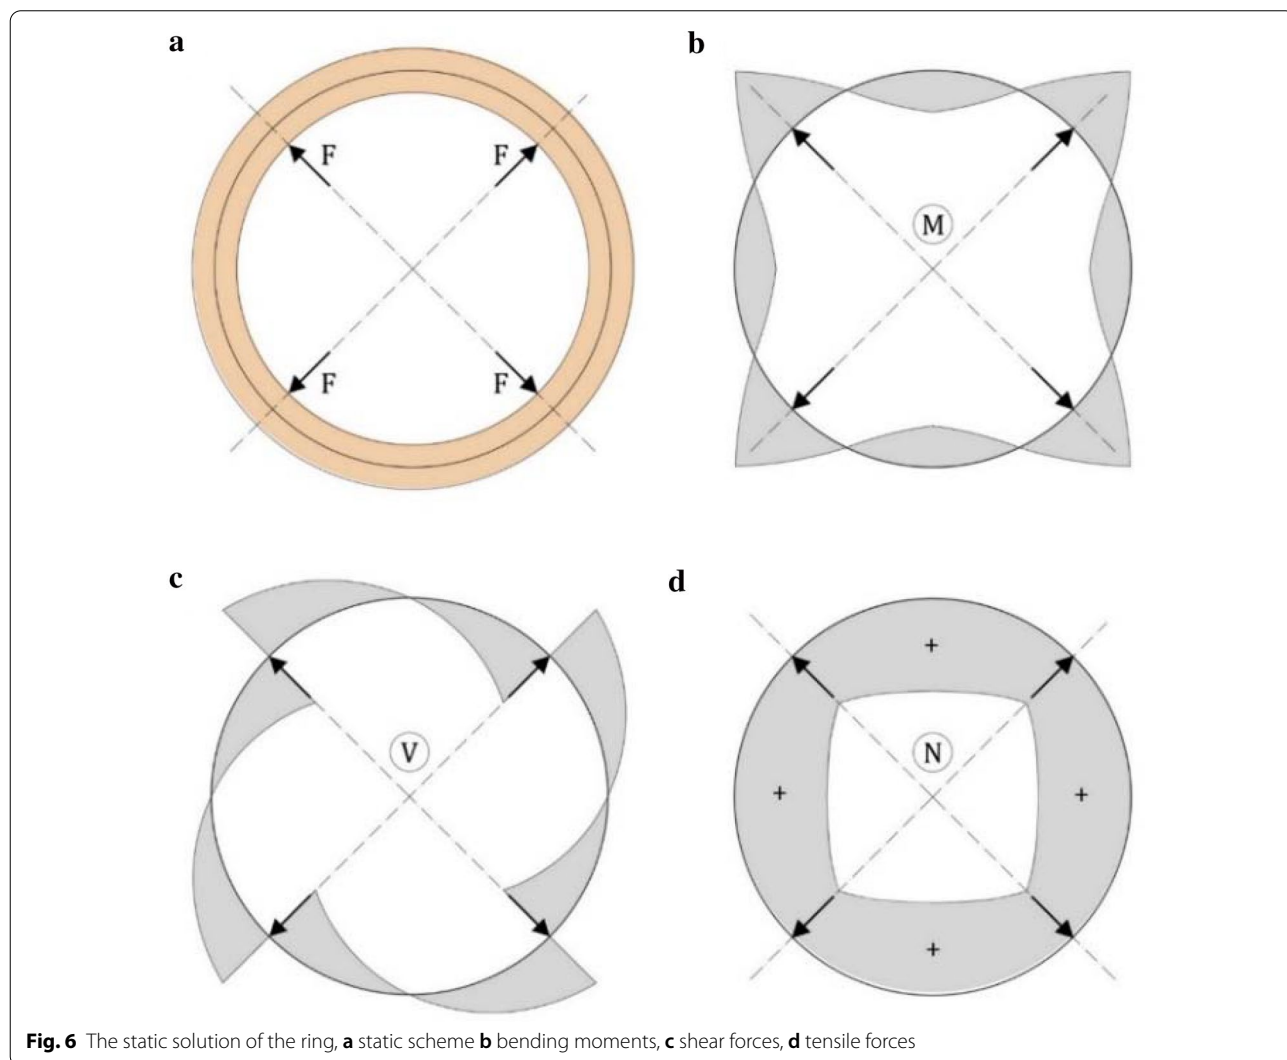 a
b
F
F
F
F
M
c
d
V
N
+
+
+
+
Fig. 6 The static solution of the ring, a static scheme b bending moments, c shear forces, d tensile forces